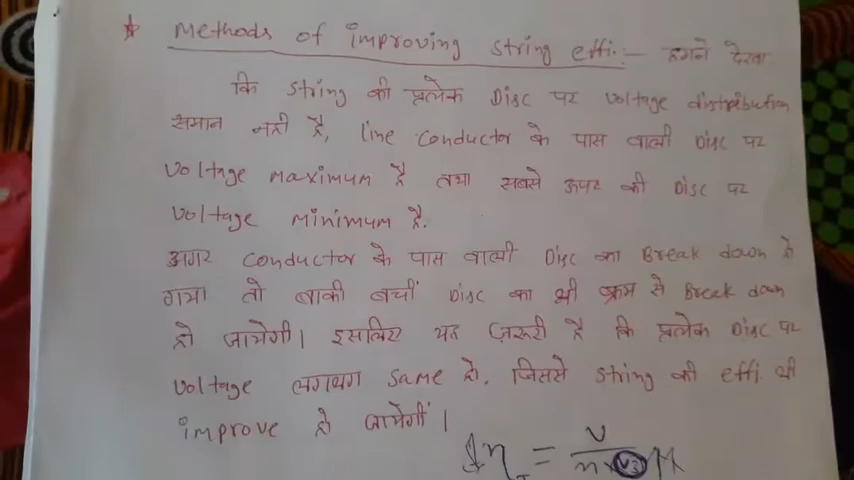 * Methods of improving string effi. :- हमने देखा
कि string की प्रत्येक Disc पर voltage distribution
समान नही है, line conductor के पास वाली Disc पर
voltage maximum है तथा सबसे ऊपर की Disc पर
voltage minimum है.
अगर conductor के पास वाली Disc का Break down हो
गया तो बाकी बचीं Disc का भी क्रम से Break down
हो जायेगी। इसलिए यह ज़रूरी है कि प्रत्येक Disc पर
voltage लगभग same हो, जिससे string की effi. भी
improve हो जायेगीं।
η = V / n × V3